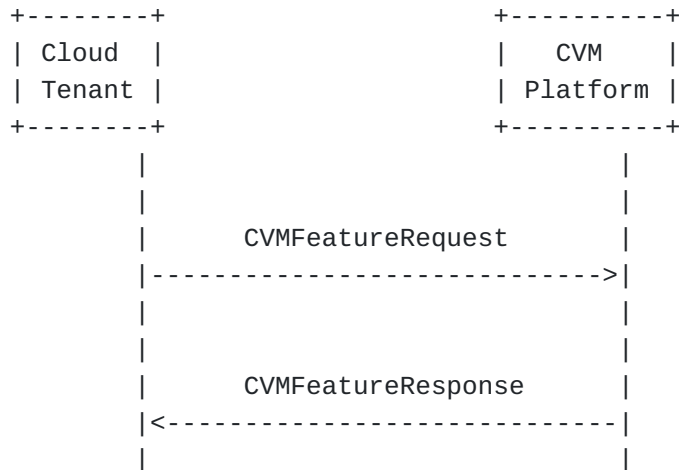 +--------+                      +----------+
| Cloud  |                      |   CVM    |
| Tenant |                      | Platform |
+--------+                      +----------+
         |                               |
         |                               |
         |      CVMFeatureRequest        |
         |----------------------------->|
         |                               |
         |                               |
         |      CVMFeatureResponse       |
         |<-----------------------------|
         |                               |